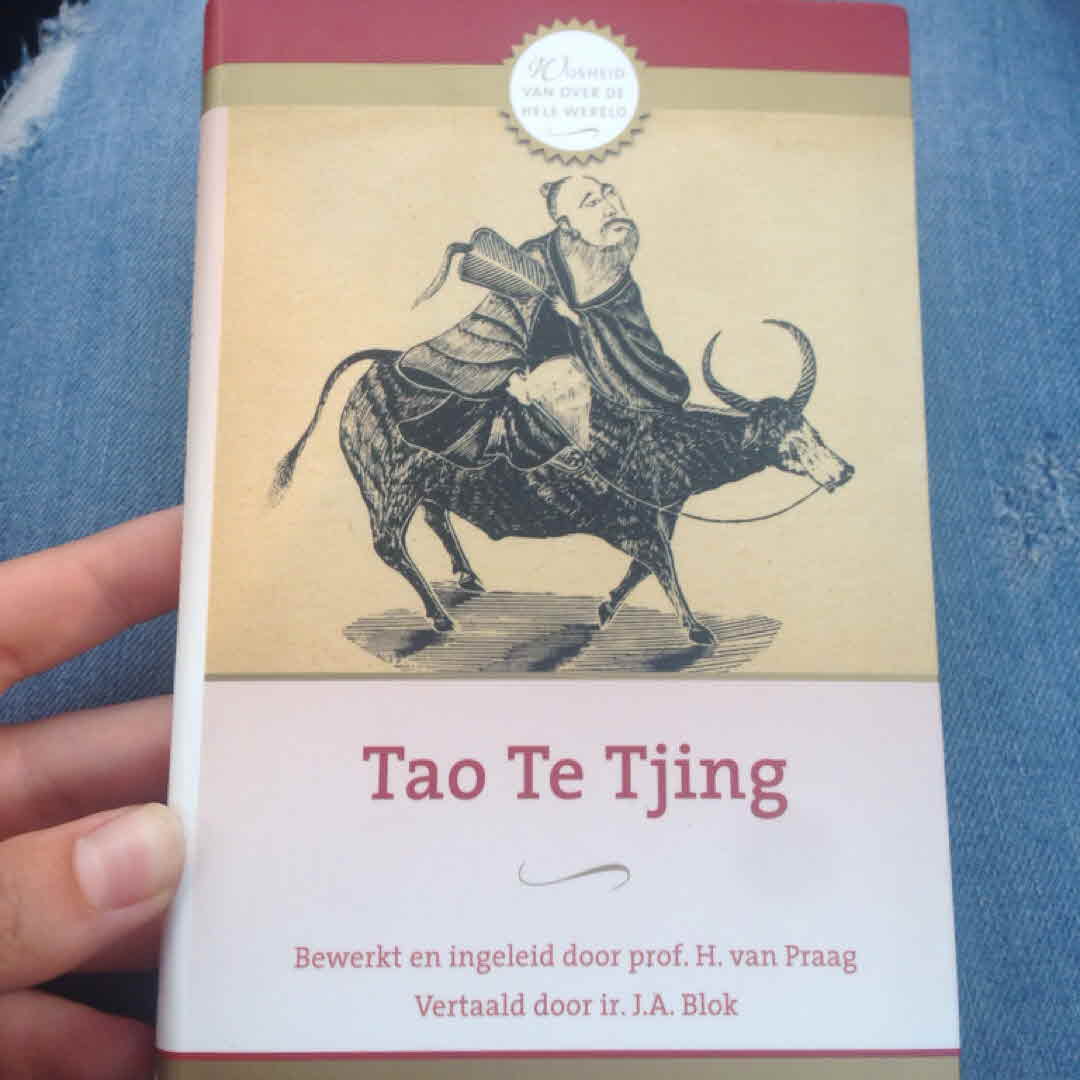 Wijsheid
van over de
hele wereld
Tao Te Tjing
Bewerkt en ingeleid door prof. H. van Praag
Vertaald door ir. J.A. Blok